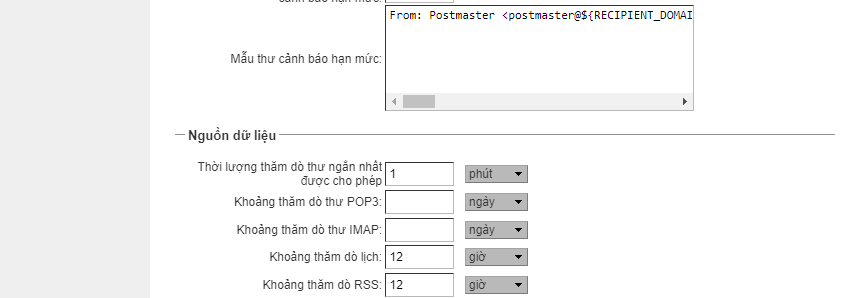 From: Postmaster <postmaster@${RECIPIENT_DOMAI
Mẫu thư cảnh báo hạn mức:
Nguồn dữ liệu
Thời lượng thăm dò thư ngắn nhất
được cho phép
1 phút
Khoảng thăm dò thư POP3: ngày
Khoảng thăm dò thư IMAP: ngày
Khoảng thăm dò lịch: 12 giờ
Khoảng thăm dò RSS: 12 giờ